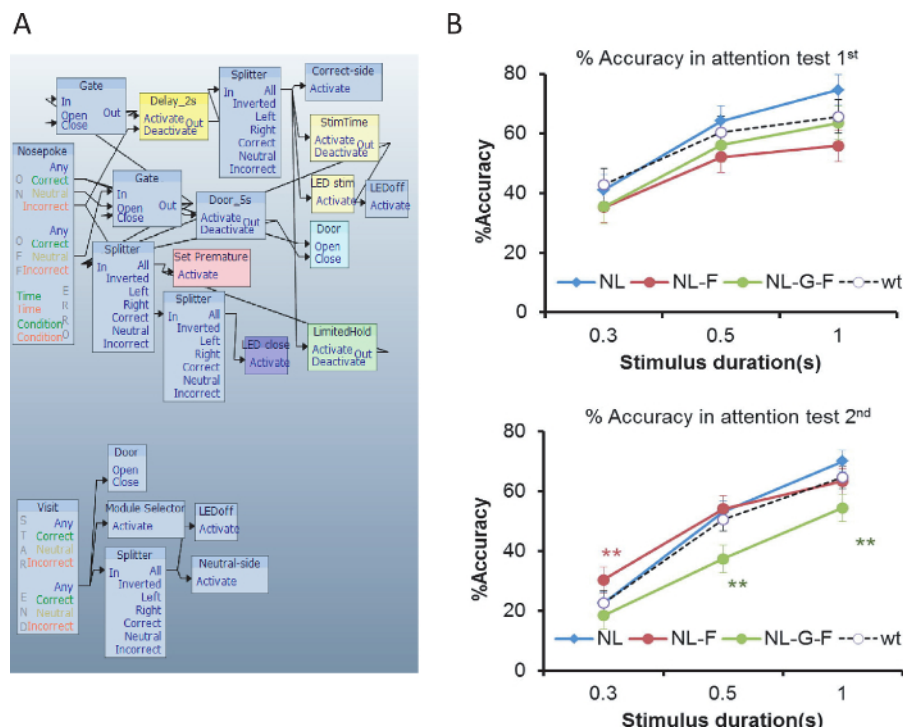 A
Gate
In
Open
Close
Out
Delay_2s
Activate
Deactivate
Out
Splitter
In
All
Inverted
Left
Right
Correct
Neutral
Incorrect
Correct-side
Activate
StimTime
Activate
Deactivate
Out
LED stim
Activate
LEDoff
Activate
Nosepoke
ON
Any
Correct
Neutral
Incorrect
OFF
Any
Correct
Neutral
Incorrect
Time
Time
Condition
Condition
ERRO
Gate
In
Open
Close
Out
Door_5s
Activate
Deactivate
Out
Door
Open
Close
Splitter
In
All
Inverted
Left
Right
Correct
Neutral
Incorrect
Set Premature
Activate
Splitter
In
All
Inverted
Left
Right
Correct
Neutral
Incorrect
LED close
Activate
LimitedHold
Activate
Deactivate
Out
Door
Open
Close
Visit
STAR
Any
Correct
Neutral
Incorrect
END
Any
Correct
Neutral
Incorrect
Module Selector
Activate
LEDoff
Activate
Splitter
In
All
Inverted
Left
Right
Correct
Neutral
Incorrect
Neutral-side
Activate
B
% Accuracy in attention test 1st
%Accuracy
80
60
40
20
0
NL NL-F NL-G-F wt
0.3 0.5 1
Stimulus duration(s)
% Accuracy in attention test 2nd
%Accuracy
80
60
40
20
0
**
**
**
NL NL-F NL-G-F wt
0.3 0.5 1
Stimulus duration(s)